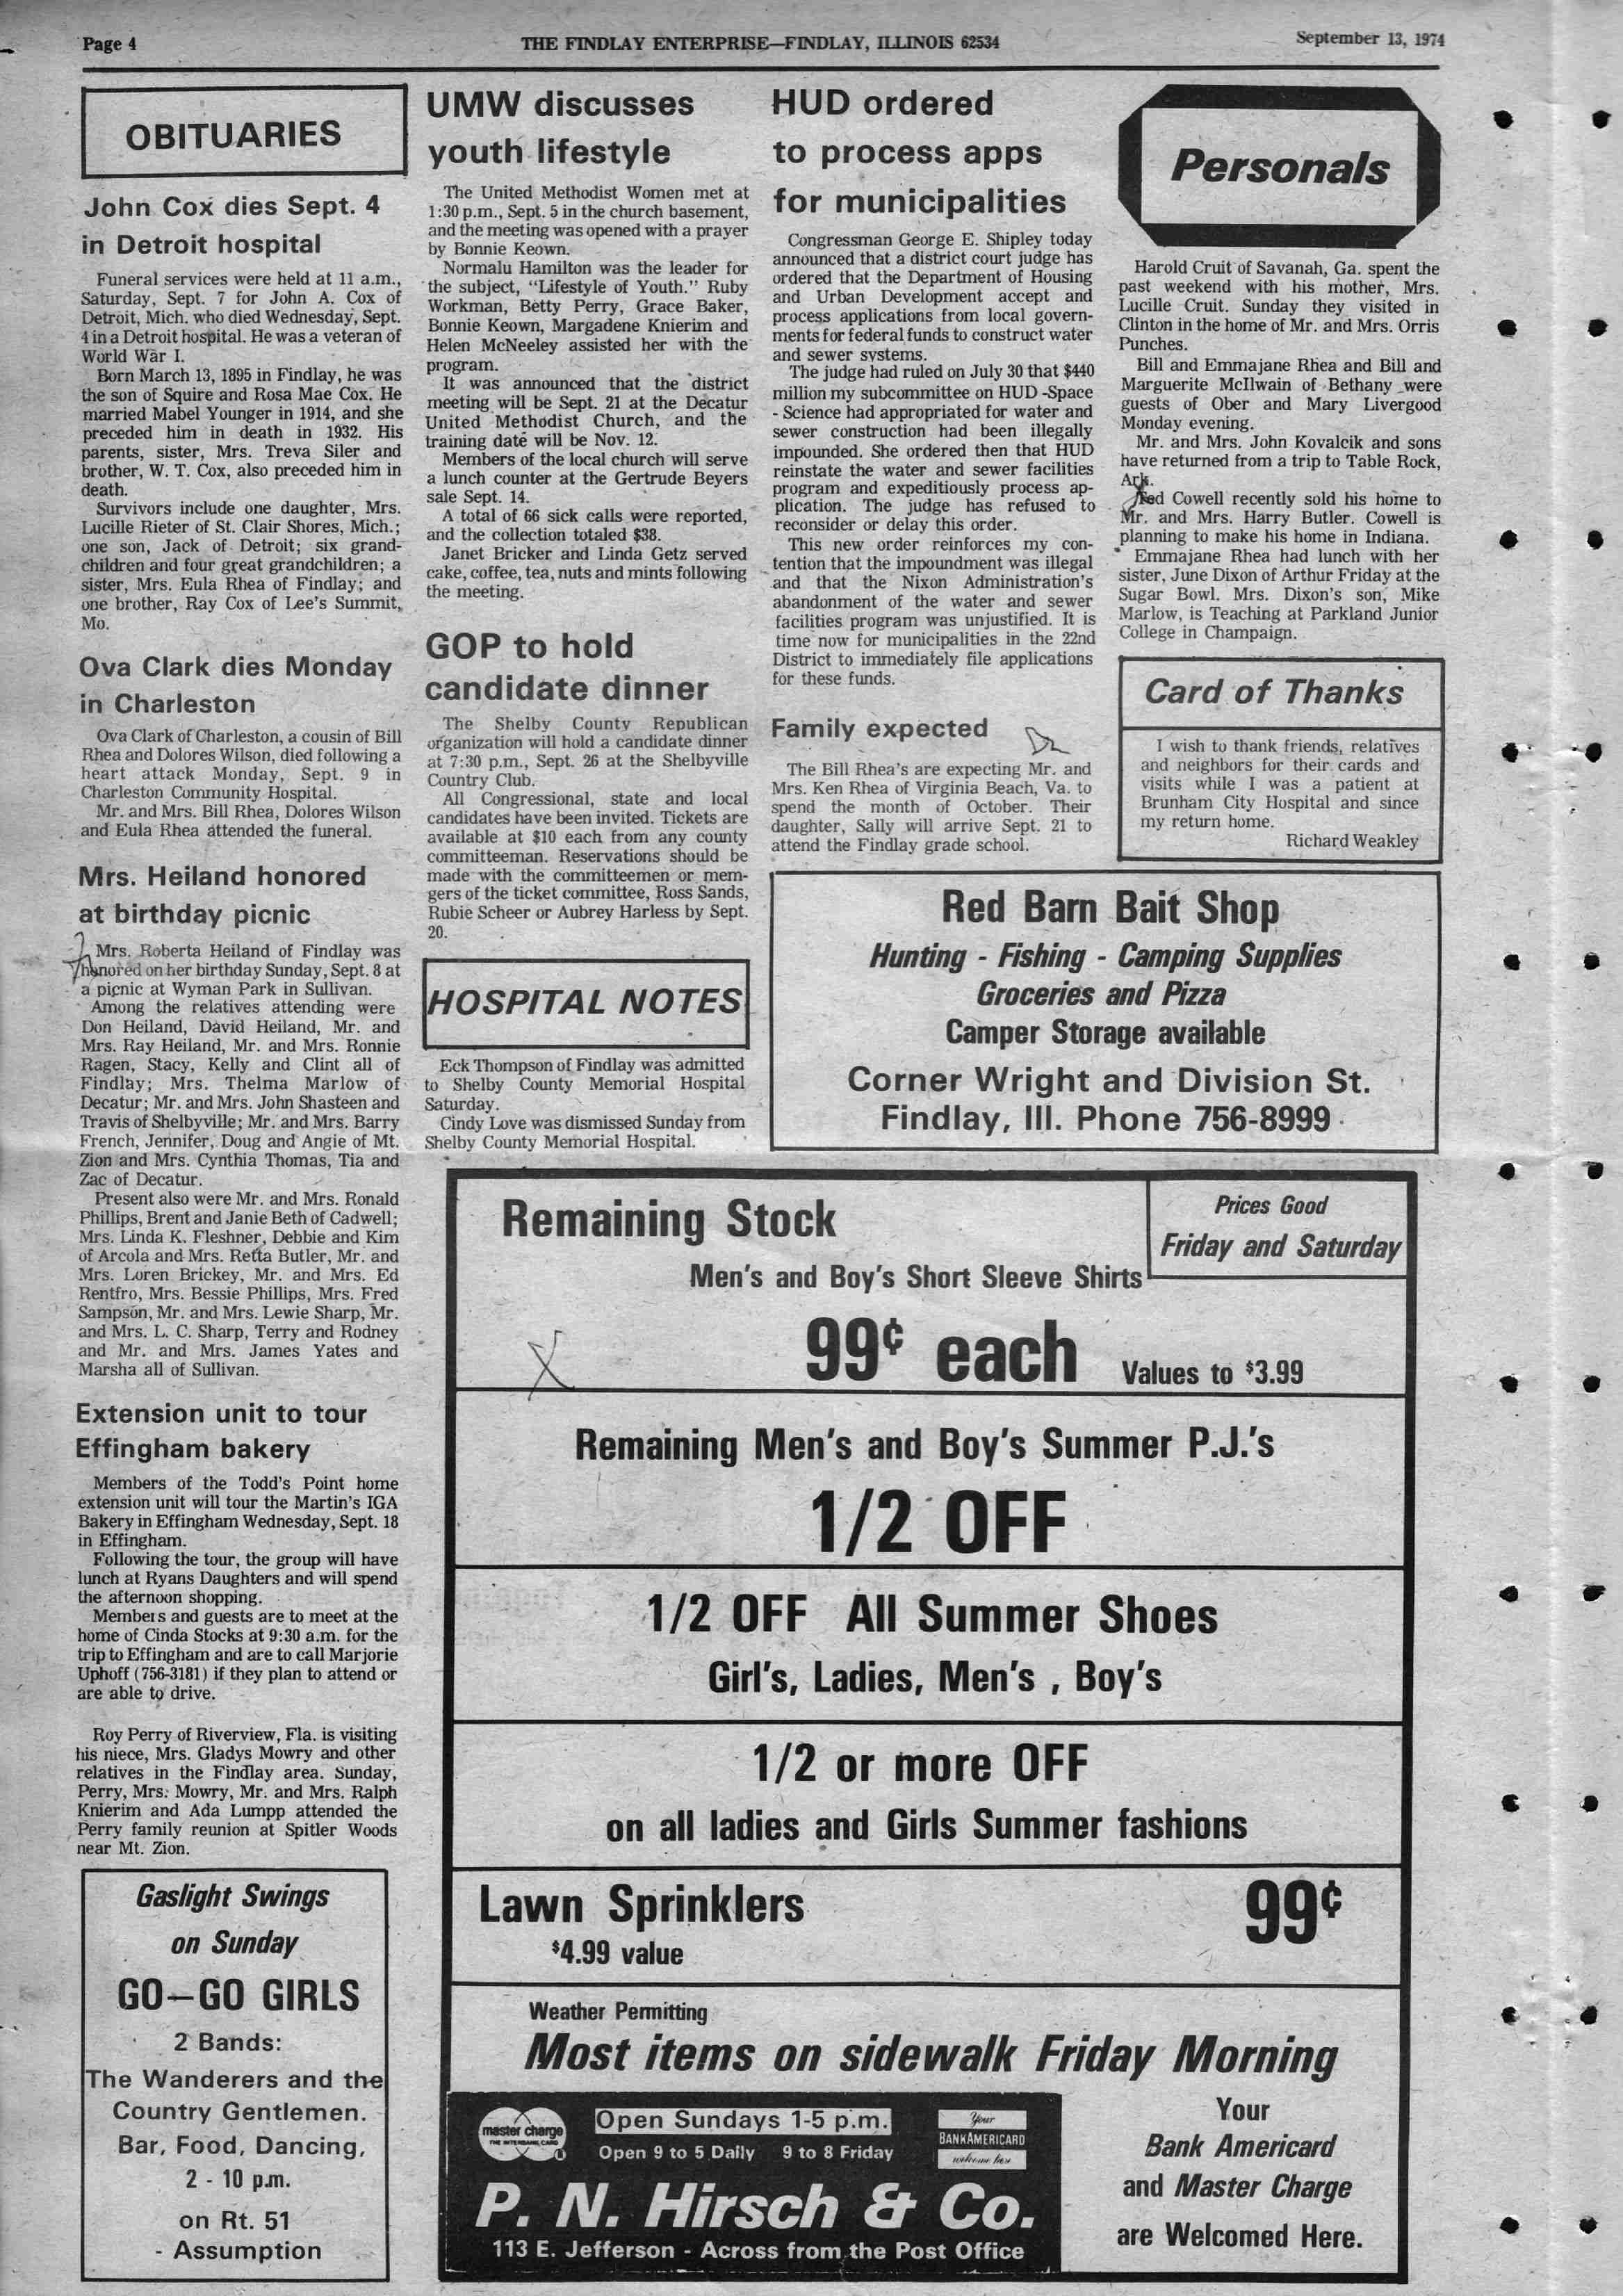 Page 4
THE FINDLAY ENTERPRISE—FINDLAY, ILLINOIS 62534
September 13, 1974
OBITUARIES
John Cox dies Sept. 4
in Detroit hospital
Funeral services were held at 11 a.m.,
Saturday, Sept. 7 for John A. Cox of
Detroit, Mich. who died Wednesday, Sept.
4 in a Detroit hospital. He was a veteran of
World War I.
Born March 13, 1895 in Findlay, he was
the son of Squire and Rosa Mae Cox. He
married Mabel Younger in 1914, and she
preceded him in death in 1932. His
parents, sister, Mrs. Treva Siler and
brother, W. T. Cox, also preceded him in
death.
Survivors include one daughter, Mrs.
Lucille Rieter of St. Clair Shores, Mich.;
one son, Jack of Detroit; six grand-
children and four great grandchildren; a
sister, Mrs. Eula Rhea of Findlay; and
one brother, Ray Cox of Lee's Summit,
Mo.
Ova Clark dies Monday
in Charleston
Ova Clark of Charleston, a cousin of Bill
Rhea and Dolores Wilson, died following a
heart attack Monday, Sept. 9 in
Charleston Community Hospital.
Mr. and Mrs. Bill Rhea, Dolores Wilson
and Eula Rhea attended the funeral.
Mrs. Heiland honored
at birthday picnic
Mrs. Roberta Heiland of Findlay was
honored on her birthday Sunday, Sept. 8 at
a picnic at Wyman Park in Sullivan.
Among the relatives attending were
Don Heiland, David Heiland, Mr. and
Mrs. Ray Heiland, Mr. and Mrs. Ronnie
Ragen, Stacy, Kelly and Clint all of
Findlay; Mrs. Thelma Marlow of
Decatur; Mr. and Mrs. John Shasteen and
Travis of Shelbyville; Mr. and Mrs. Barry
French, Jennifer, Doug and Angie of Mt.
Zion and Mrs. Cynthia Thomas, Tia and
Zac of Decatur.
Present also were Mr. and Mrs. Ronald
Phillips, Brent and Janie Beth of Cadwell;
Mrs. Linda K. Fleshner, Debbie and Kim
of Arcola and Mrs. Retta Butler, Mr. and
Mrs. Loren Brickey, Mr. and Mrs. Ed
Rentfro, Mrs. Bessie Phillips, Mrs. Fred
Sampson, Mr. and Mrs. Lewie Sharp, Mr.
and Mrs. L. C. Sharp, Terry and Rodney
and Mr. and Mrs. James Yates and
Marsha all of Sullivan.
Extension unit to tour
Effingham bakery
Members of the Todd's Point home
extension unit will tour the Martin's IGA
Bakery in Effingham Wednesday, Sept. 18
in Effingham.
Following the tour, the group will have
lunch at Ryans Daughters and will spend
the afternoon shopping.
Members and guests are to meet at the
home of Cinda Stocks at 9:30 a.m. for the
trip to Effingham and are to call Marjorie
Uphoff (756-3181) if they plan to attend or
are able to drive.
Roy Perry of Riverview, Fla. is visiting
his niece, Mrs. Gladys Mowry and other
relatives in the Findlay area. Sunday,
Perry, Mrs. Mowry, Mr. and Mrs. Ralph
Knierim and Ada Lumpp attended the
Perry family reunion at Spitler Woods
near Mt. Zion.
Gaslight Swings
on Sunday
GO—GO GIRLS
2 Bands:
The Wanderers and the
Country Gentlemen.
Bar, Food, Dancing,
2 - 10 p.m.
on Rt. 51
- Assumption
UMW discusses
youth lifestyle
The United Methodist Women met at
1:30 p.m., Sept. 5 in the church basement,
and the meeting was opened with a prayer
by Bonnie Keown.
Normalu Hamilton was the leader for
the subject, "Lifestyle of Youth." Ruby
Workman, Betty Perry, Grace Baker,
Bonnie Keown, Margadene Knierim and
Helen McNeeley assisted her with the
program.
It was announced that the district
meeting will be Sept. 21 at the Decatur
United Methodist Church, and the
training date will be Nov. 12.
Members of the local church will serve
a lunch counter at the Gertrude Beyers
sale Sept. 14.
A total of 66 sick calls were reported,
and the collection totaled $38.
Janet Bricker and Linda Getz served
cake, coffee, tea, nuts and mints following
the meeting.
GOP to hold
candidate dinner
The Shelby County Republican
organization will hold a candidate dinner
at 7:30 p.m., Sept. 26 at the Shelbyville
Country Club.
All Congressional, state and local
candidates have been invited. Tickets are
available at $10 each from any county
committeeman. Reservations should be
made with the committeemen or mem-
gers of the ticket committee, Ross Sands,
Rubie Scheer or Aubrey Harless by Sept.
20.
HOSPITAL NOTES
Eck Thompson of Findlay was admitted
to Shelby County Memorial Hospital
Saturday.
Cindy Love was dismissed Sunday from
Shelby County Memorial Hospital.
HUD ordered
to process apps
for municipalities
Congressman George E. Shipley today
announced that a district court judge has
ordered that the Department of Housing
and Urban Development accept and
process applications from local govern-
ments for federal funds to construct water
and sewer systems.
The judge had ruled on July 30 that $440
million my subcommittee on HUD -Space
- Science had appropriated for water and
sewer construction had been illegally
impounded. She ordered then that HUD
reinstate the water and sewer facilities
program and expeditiously process ap-
plication. The judge has refused to
reconsider or delay this order.
This new order reinforces my con-
tention that the impoundment was illegal
and that the Nixon Administration's
abandonment of the water and sewer
facilities program was unjustified. It is
time now for municipalities in the 22nd
District to immediately file applications
for these funds.
Family expected
The Bill Rhea's are expecting Mr. and
Mrs. Ken Rhea of Virginia Beach, Va. to
spend the month of October. Their
daughter, Sally will arrive Sept. 21 to
attend the Findlay grade school.
Personals
Harold Cruit of Savanah, Ga. spent the
past weekend with his mother, Mrs.
Lucille Cruit. Sunday they visited in
Clinton in the home of Mr. and Mrs. Orris
Punches.
Bill and Emmajane Rhea and Bill and
Marguerite McIlwain of Bethany were
guests of Ober and Mary Livergood
Monday evening.
Mr. and Mrs. John Kovalcik and sons
have returned from a trip to Table Rock,
Ark.
Cowell recently sold his home to
Mr. and Mrs. Harry Butler. Cowell is
planning to make his home in Indiana.
Emmajane Rhea had lunch with her
sister, June Dixon of Arthur Friday at the
Sugar Bowl. Mrs. Dixon's son, Mike
Marlow, is Teaching at Parkland Junior
College in Champaign.
Card of Thanks
I wish to thank friends, relatives
and neighbors for their cards and
visits while I was a patient at
Brunham City Hospital and since
my return home.
Richard Weakley
Red Barn Bait Shop
Hunting - Fishing - Camping Supplies
Groceries and Pizza
Camper Storage available
Corner Wright and Division St.
Findlay, Ill. Phone 756-8999
Remaining Stock
Prices Good
Friday and Saturday
Men's and Boy's Short Sleeve Shirts
99¢ each Values to $3.99
Remaining Men's and Boy's Summer P.J.'s
1/2 OFF
1/2 OFF All Summer Shoes
Girl's, Ladies, Men's , Boy's
1/2 or more OFF
on all ladies and Girls Summer fashions
Lawn Sprinklers 99¢
$4.99 value
Weather Permitting
Most items on sidewalk Friday Morning
master charge
THE INTERBANK CARD
Open Sundays 1-5 p.m.
Open 9 to 5 Daily 9 to 8 Friday
Your
BANKAMERICARD
welcome here
P. N. Hirsch & Co.
113 E. Jefferson - Across from the Post Office
Your
Bank Americard
and Master Charge
are Welcomed Here.